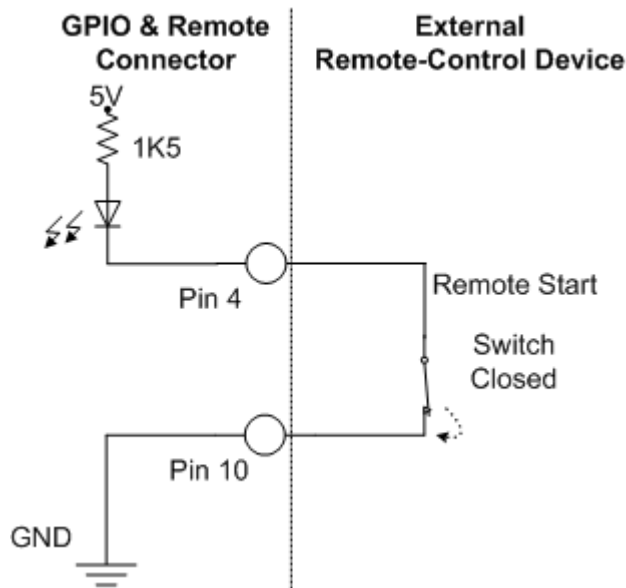 GPIO & Remote
Connector
External
Remote-Control Device
5V
1K5
Pin 4
Remote Start
Switch
Closed
Pin 10
GND